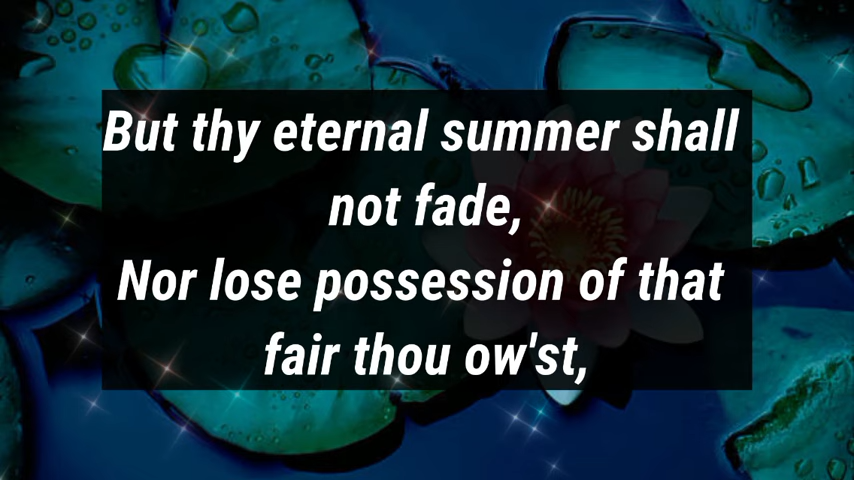 But thy eternal summer shall
not fade,
Nor lose possession of that
fair thou ow'st,